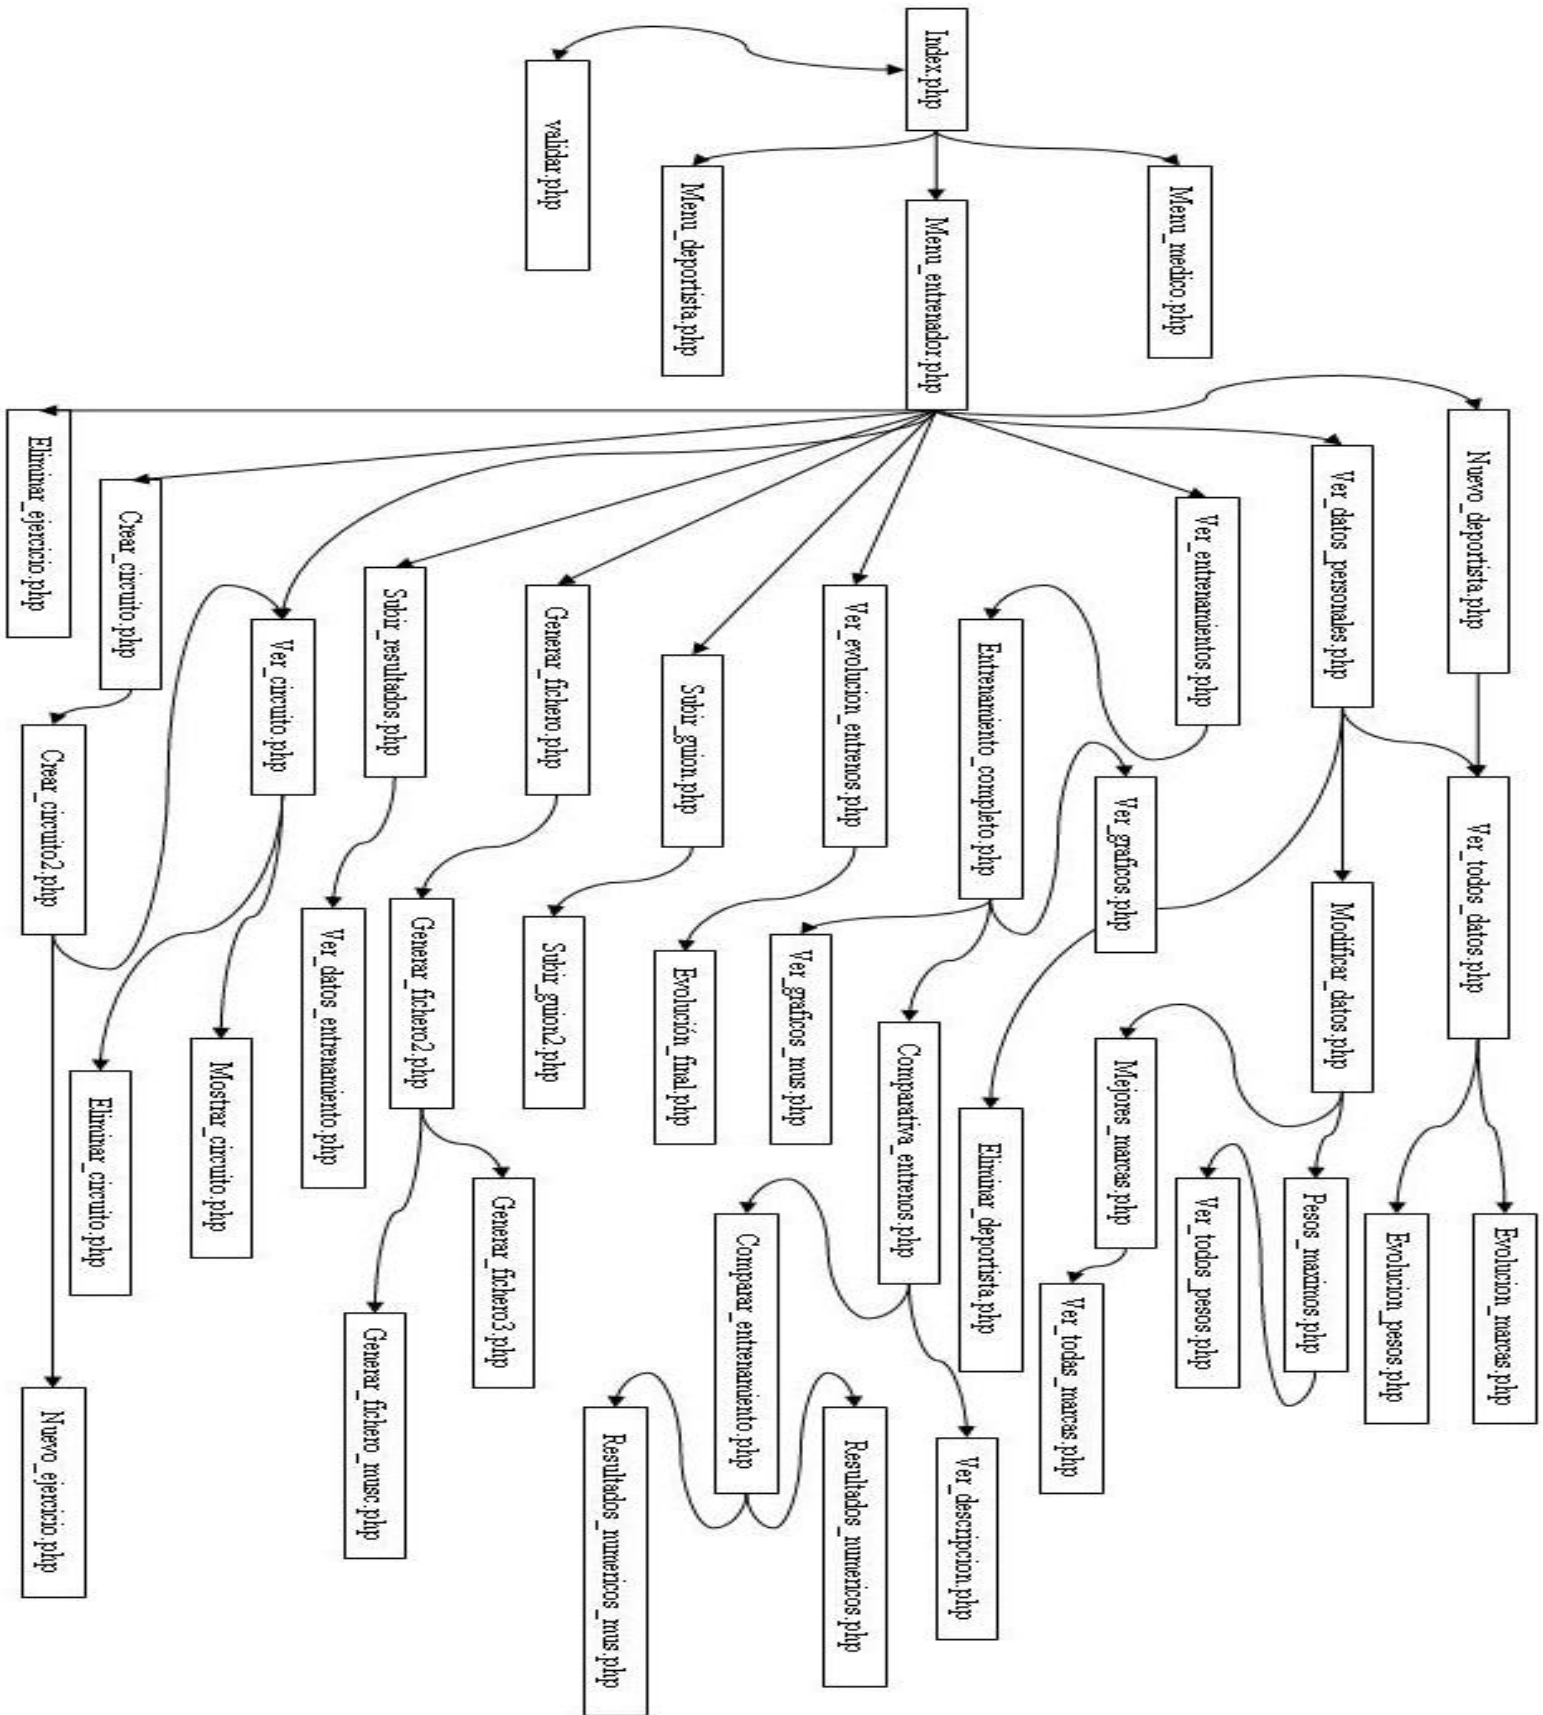 Index.php
validar.php
Menu_deportista.php
Menu_entrenador.php
Menu_medico.php
Nuevo_deportista.php
Ver_datos_personales.php
Ver_entrenamientos.php
Ver_evolucion_entrenos.php
Subir_guion.php
Generar_fichero.php
Subir_resultados.php
Ver_circuito.php
Crear_circuito.php
Eliminar_ejercicio.php
Ver_todos_datos.php
Modificar_datos.php
Ver_graficos.php
Entrenamiento_completo.php
Comparativa_entrenos.php
Ver_graficos_mus.php
Evolución_final.php
Subir_guion2.php
Generar_fichero2.php
Ver_datos_entrenamiento.php
Mostrar_circuito.php
Eliminar_circuito.php
Crear_circuito2.php
Evolucion_marcas.php
Evolucion_pesos.php
Pesos_maximos.php
Ver_todos_pesos.php
Mejores_marcas.php
Ver_todas_marcas.php
Eliminar_deportista.php
Ver_descripcion.php
Comparar_entrenamiento.php
Resultados_numericos.php
Resultados_numericos_mus.php
Generar_fichero3.php
Generar_fichero_musc.php
Nuevo_ejercicio.php